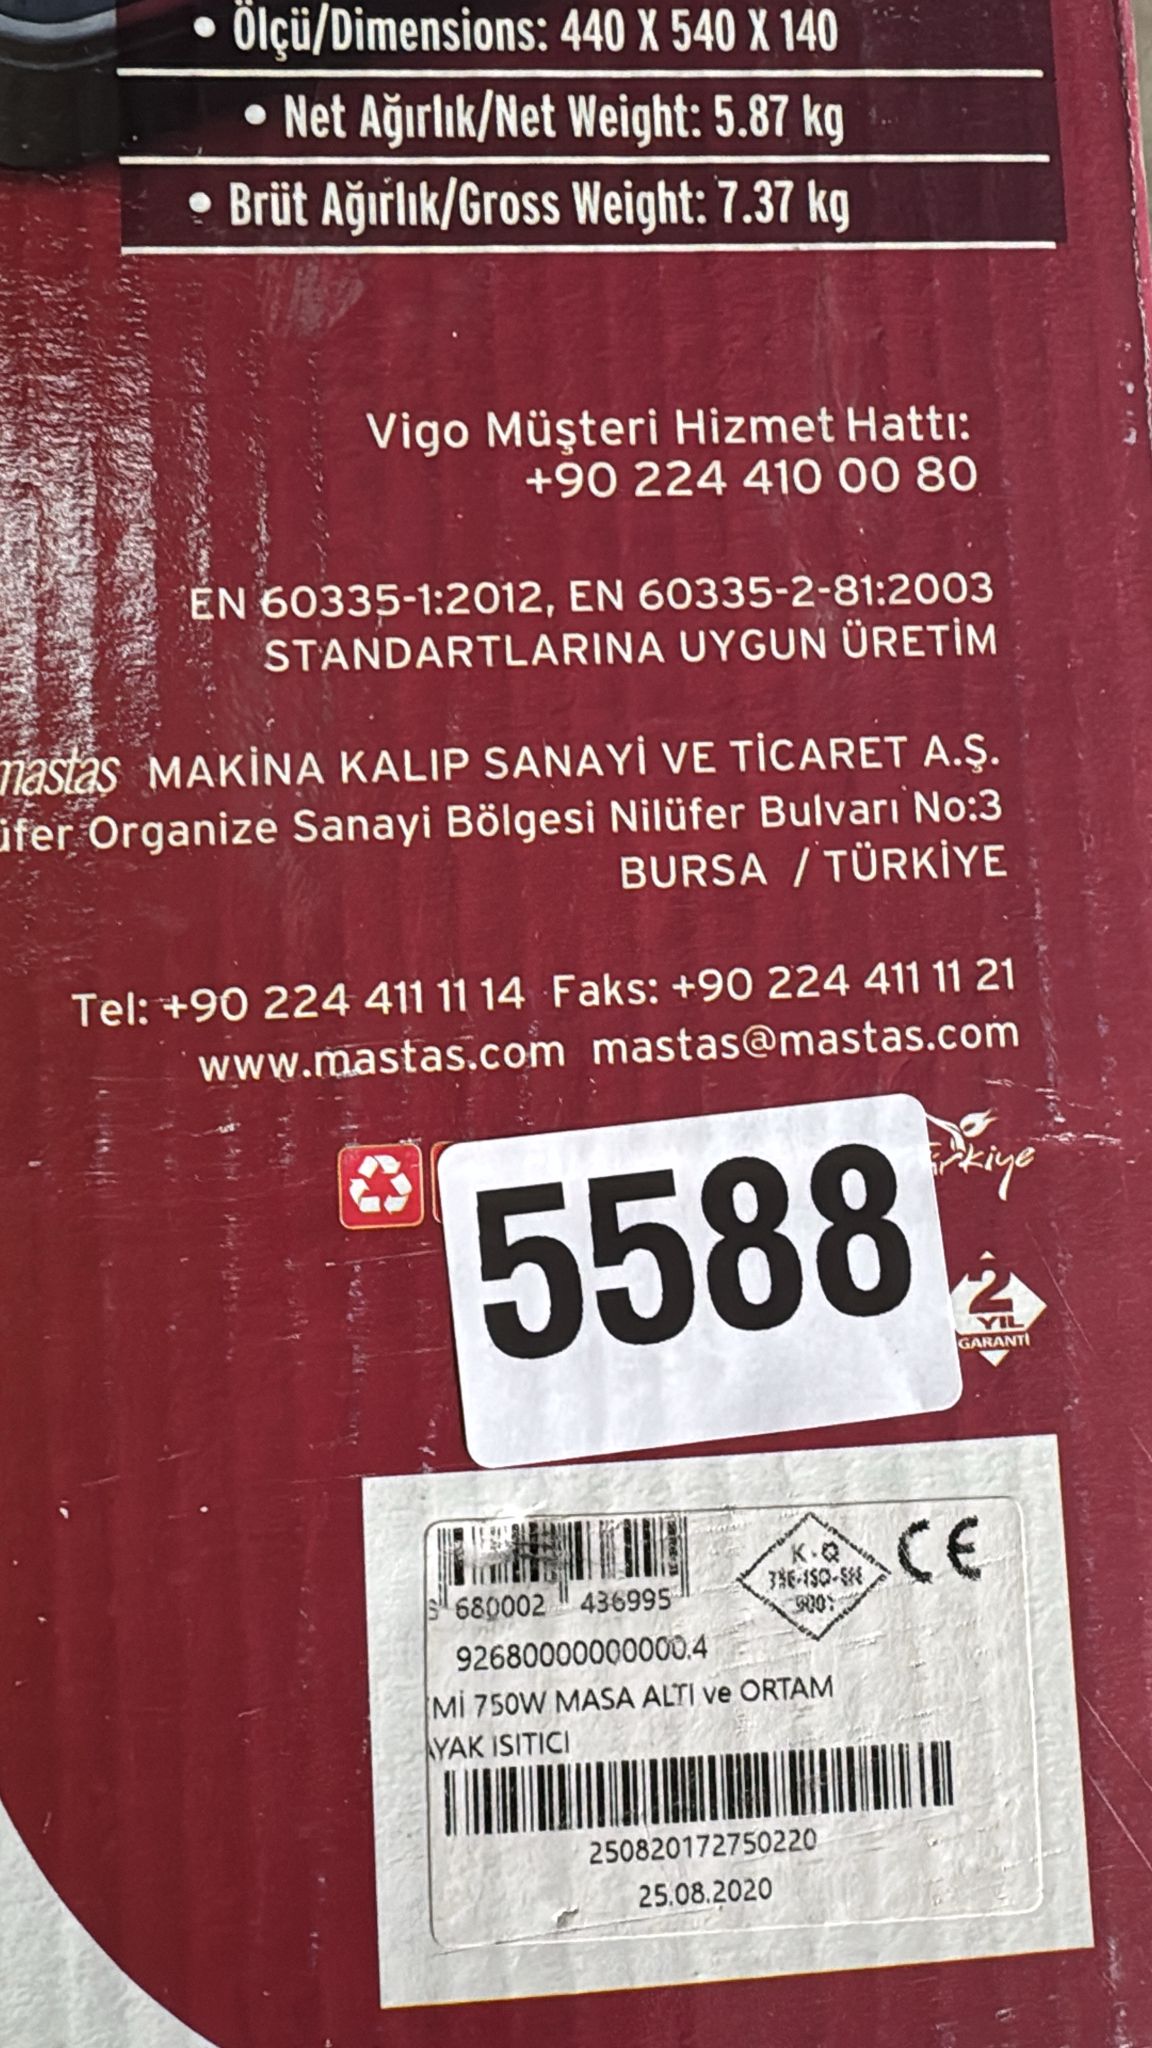 • Ölçü/Dimensions: 440 X 540 X 140
• Net Ağırlık/Net Weight: 5.87 kg
• Brüt Ağırlık/Gross Weight: 7.37 kg
Vigo Müşteri Hizmet Hattı:
+90 224 410 00 80
EN 60335-1:2012, EN 60335-2-81:2003
STANDARTLARINA UYGUN ÜRETİM
mastaş MAKİNA KALIP SANAYİ VE TİCARET A.Ş.
üfer Organize Sanayi Bölgesi Nilüfer Bulvarı No:3
BURSA / TÜRKİYE
Tel: +90 224 411 11 14 Faks: +90 224 411 11 21
www.mastas.com mastas@mastas.com
5588
2
YIL
GARANTİ
K-Q
TSE-ISO-EN
CE
680002 436995
92680000000000.4
Mİ 750W MASA ALTI ve ORTAM
AYAK ISITICI
250820172750220
25.08.2020